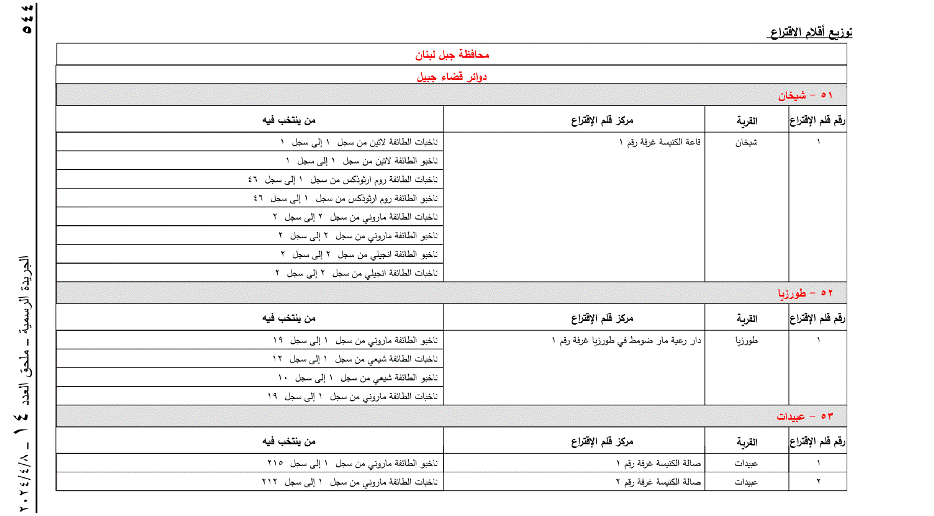 ٥٤٤
الجريدة الرسمية – ملحق العدد ١٤ – ٢٠٢٤/٤/٨
توزيع أقلام الاقتراع
محافظة جبل لبنان
دوائر قضاء جبيل
٥١ - شيخان
رقم قلم الإقتراع القرية مركز قلم الإقتراع من ينتخب فيه
١ شيخان قاعة الكنيسة غرفة رقم ١ ناخبات الطائفة لاتين من سجل ١ إلى سجل ١
ناخبو الطائفة لاتين من سجل ١ إلى سجل ١
ناخبات الطائفة روم ارثوذكس من سجل ١ إلى سجل ٤٦
ناخبو الطائفة روم ارثوذكس من سجل ١ إلى سجل ٤٦
ناخبات الطائفة ماروني من سجل ٢ إلى سجل ٢
ناخبو الطائفة ماروني من سجل ٢ إلى سجل ٢
ناخبو الطائفة انجيلي من سجل ٢ إلى سجل ٢
ناخبات الطائفة انجيلي من سجل ٢ إلى سجل ٢
٥٢ - طورزيا
رقم قلم الإقتراع القرية مركز قلم الإقتراع من ينتخب فيه
١ طورزيا دار رعية مار ضومط في طورزيا غرفة رقم ١ ناخبو الطائفة ماروني من سجل ١ إلى سجل ١٩
ناخبات الطائفة شيعي من سجل ١ إلى سجل ١٢
ناخبو الطائفة شيعي من سجل ١ إلى سجل ١٠
ناخبات الطائفة ماروني من سجل ١ إلى سجل ١٩
٥٣ - عبيدات
رقم قلم الإقتراع القرية مركز قلم الإقتراع من ينتخب فيه
١ عبيدات صالة الكنيسة غرفة رقم ١ ناخبو الطائفة ماروني من سجل ١ إلى سجل ٢١٥
٢ عبيدات صالة الكنيسة غرفة رقم ٢ ناخبات الطائفة ماروني من سجل ١ إلى سجل ٢١٢